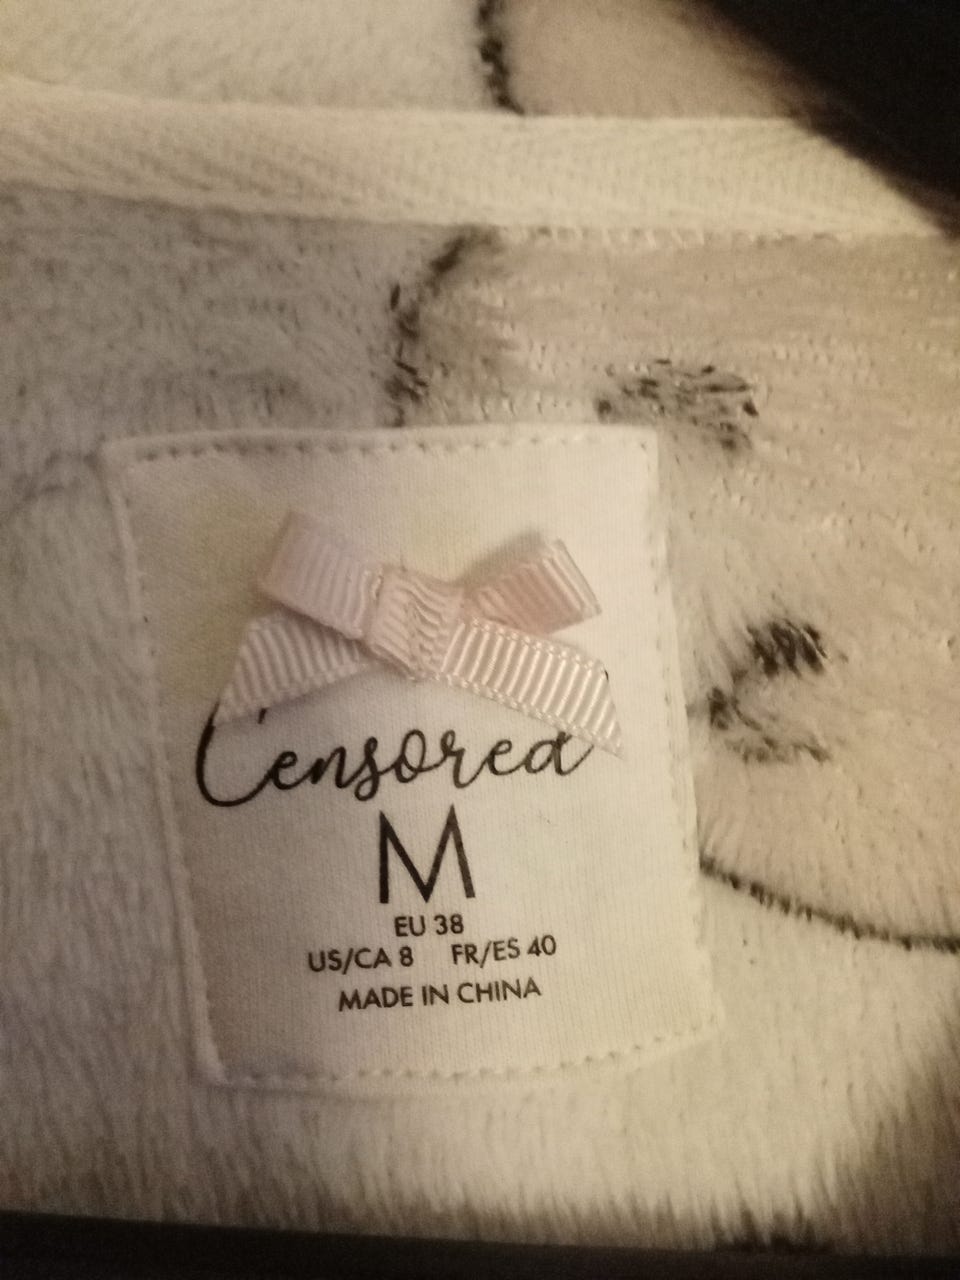 Censored
M
EU 38
US/CA 8 FR/ES 40
MADE IN CHINA